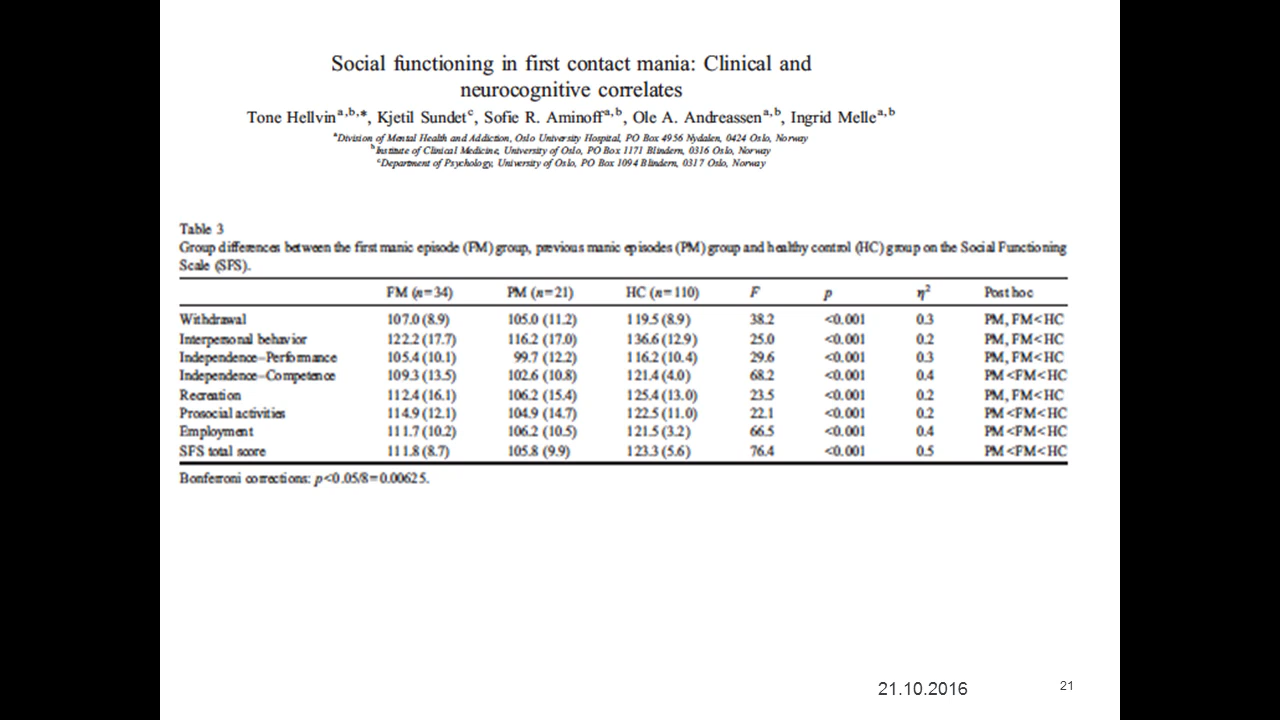 Social functioning in first contact mania: Clinical and
neurocognitive correlates
Tone Hellvin a,b,*, Kjetil Sundet c, Sofie R. Aminoff a,b, Ole A. Andreassen a,b, Ingrid Melle a,b
a Division of Mental Health and Addiction, Oslo University Hospital, PO Box 4956 Nydalen, 0424 Oslo, Norway
b Institute of Clinical Medicine, University of Oslo, PO Box 1171 Blindern, 0316 Oslo, Norway
c Department of Psychology, University of Oslo, PO Box 1094 Blindern, 0317 Oslo, Norway
Table 3
Group differences between the first manic episode (FM) group, previous manic episodes (PM) group and healthy control (HC) group on the Social Functioning
Scale (SFS).
FM (n=34) PM (n=21) HC (n=110) F p η² Post hoc
Withdrawal 107.0 (8.9) 105.0 (11.2) 119.5 (8.9) 38.2 <0.001 0.3 PM, FM<HC
Interpersonal behavior 122.2 (17.7) 116.2 (17.0) 136.6 (12.9) 25.0 <0.001 0.2 PM, FM<HC
Independence–Performance 105.4 (10.1) 99.7 (12.2) 116.2 (10.4) 29.6 <0.001 0.3 PM, FM<HC
Independence–Competence 109.3 (13.5) 102.6 (10.8) 121.4 (4.0) 68.2 <0.001 0.4 PM<FM<HC
Recreation 112.4 (16.1) 106.2 (15.4) 125.4 (13.0) 23.5 <0.001 0.2 PM, FM<HC
Prosocial activities 114.9 (12.1) 104.9 (14.7) 122.5 (11.0) 22.1 <0.001 0.2 PM<FM<HC
Employment 111.7 (10.2) 106.2 (10.5) 121.5 (3.2) 66.5 <0.001 0.4 PM<FM<HC
SFS total score 111.8 (8.7) 105.8 (9.9) 123.3 (5.6) 76.4 <0.001 0.5 PM<FM<HC
Bonferroni corrections: p<0.05/8=0.00625.
21.10.2016 21